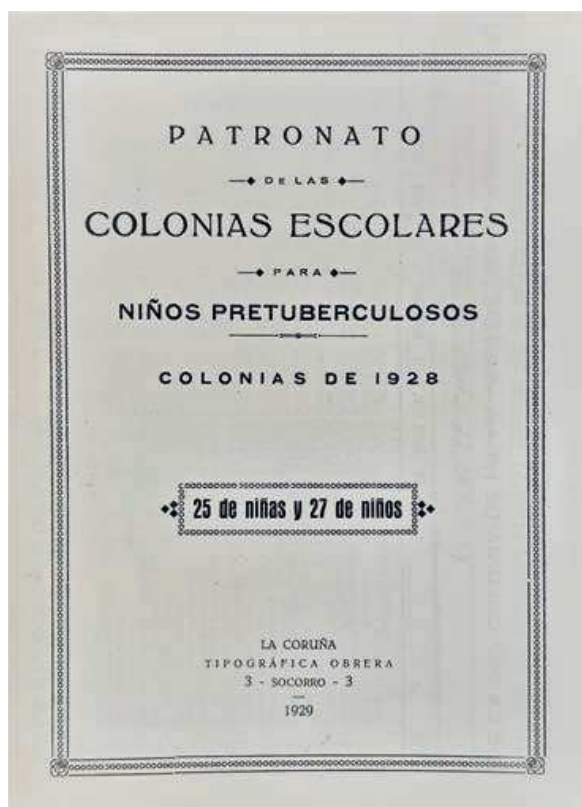 PATRONATO
DE LAS
COLONIAS ESCOLARES
PARA
NIÑOS PRETUBERCULOSOS
COLONIAS DE 1928
25 de niñas y 27 de niños
LA CORUÑA
TIPOGRÁFICA OBRERA
3 - SOCORRO - 3
1929